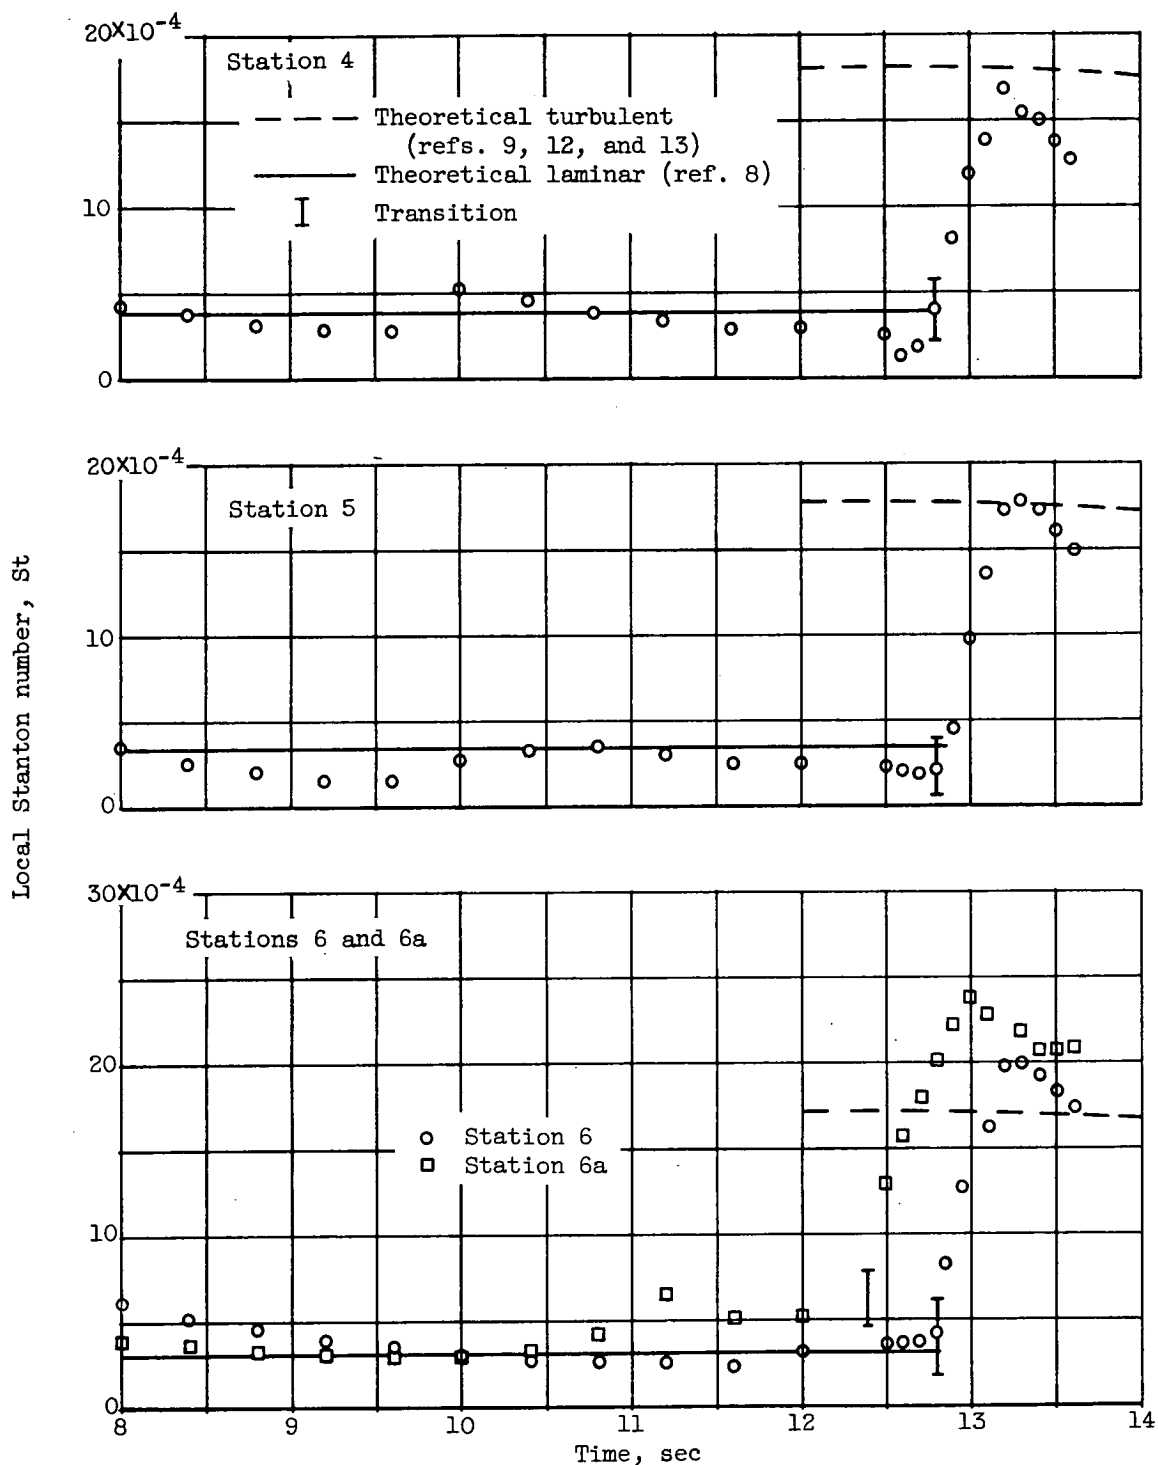 20×10⁻⁴
Station 4
Theoretical turbulent
(refs. 9, 12, and 13)
Theoretical laminar (ref. 8)
Transition
10
0
20×10⁻⁴
Station 5
10
0
Local Stanton number, St
30×10⁻⁴
Stations 6 and 6a
20
Station 6
Station 6a
10
0
8 9 10 11 12 13 14
Time, sec